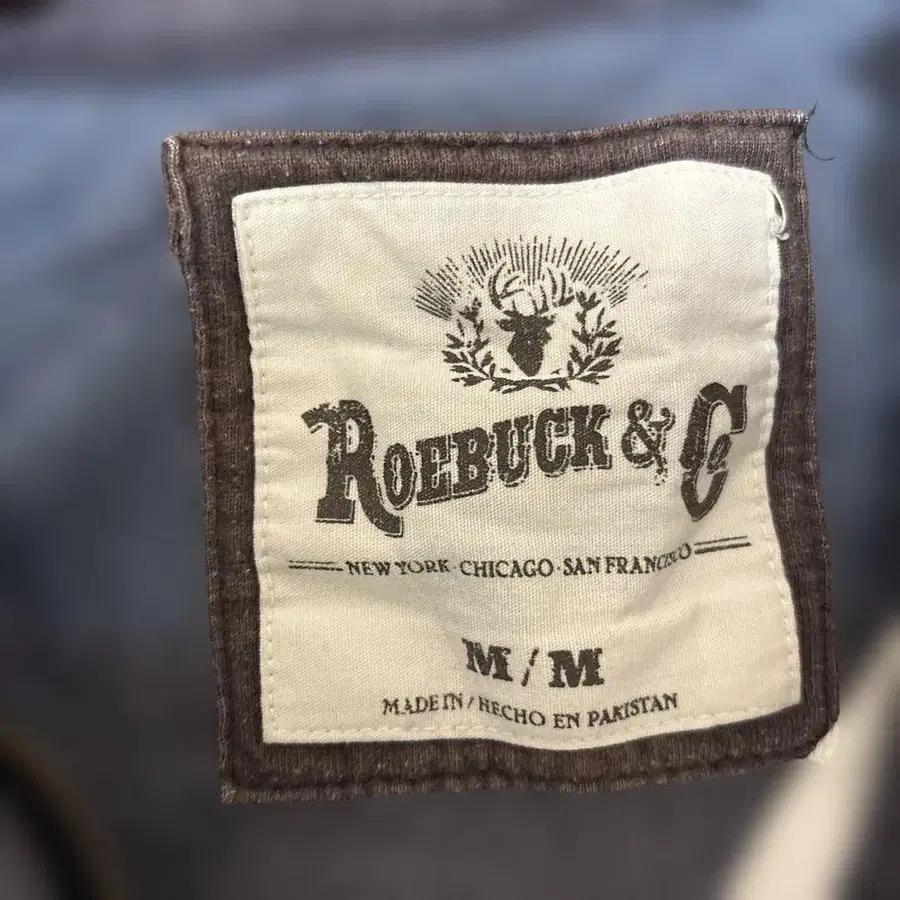 ROEBUCK & Co
NEW YORK · CHICAGO · SAN FRANCISCO
M / M
MADE IN / HECHO EN PAKISTAN